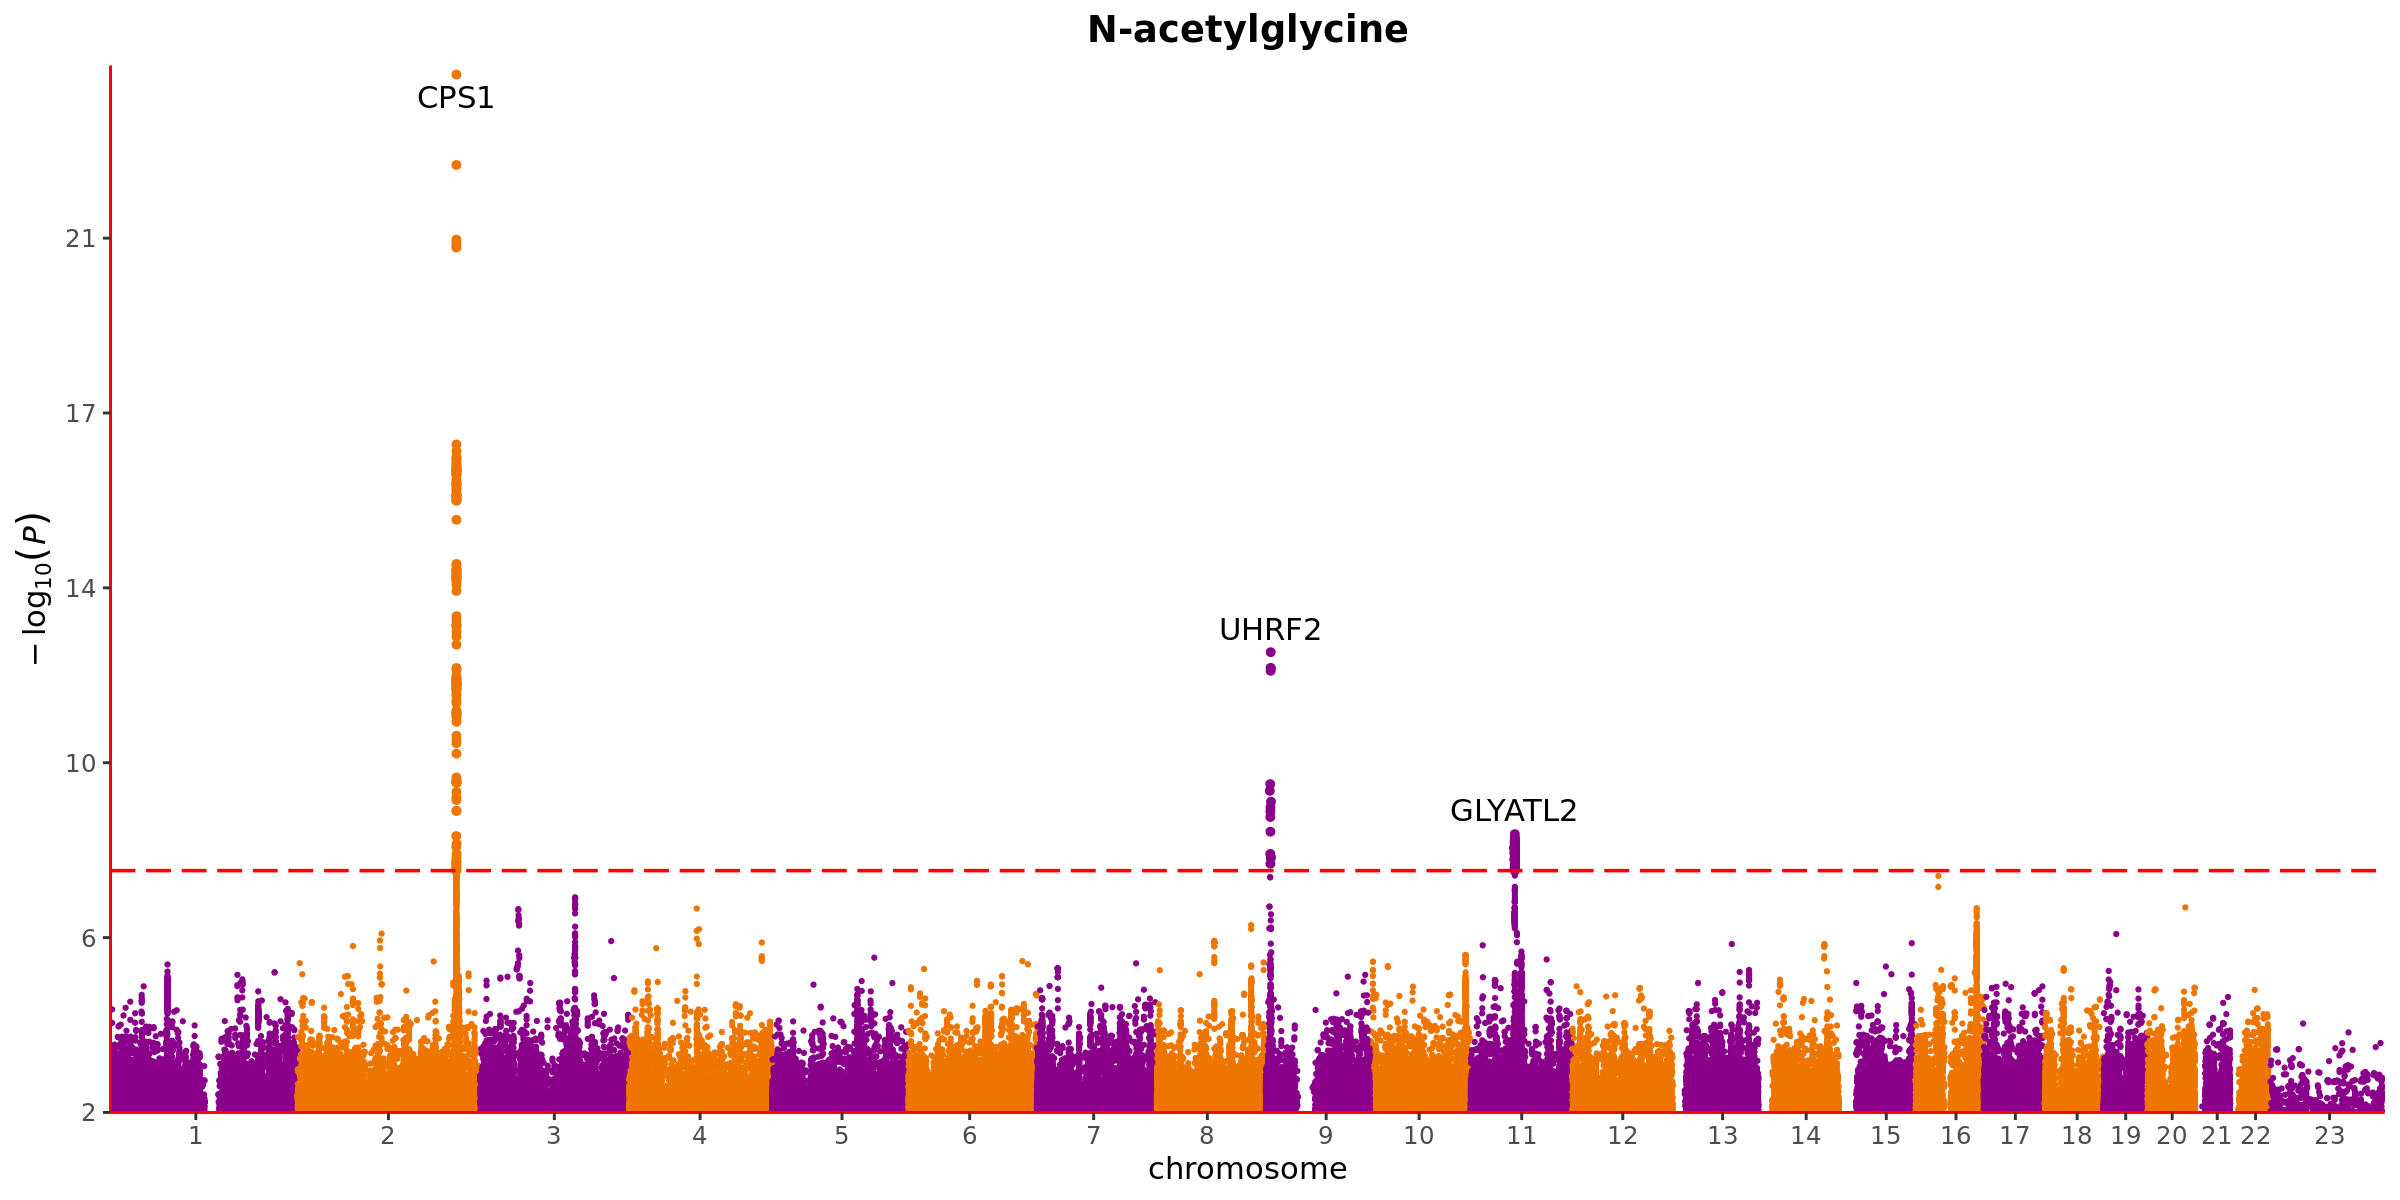 N-acetylglycine
CPS1
21
17
− log10(P)
14
UHRF2
10
GLYATL2
6
2
1 2 3 4 5 6 7 8 9 10 11 12 13 14 15 16 17 18 19 20 21 22 23
chromosome